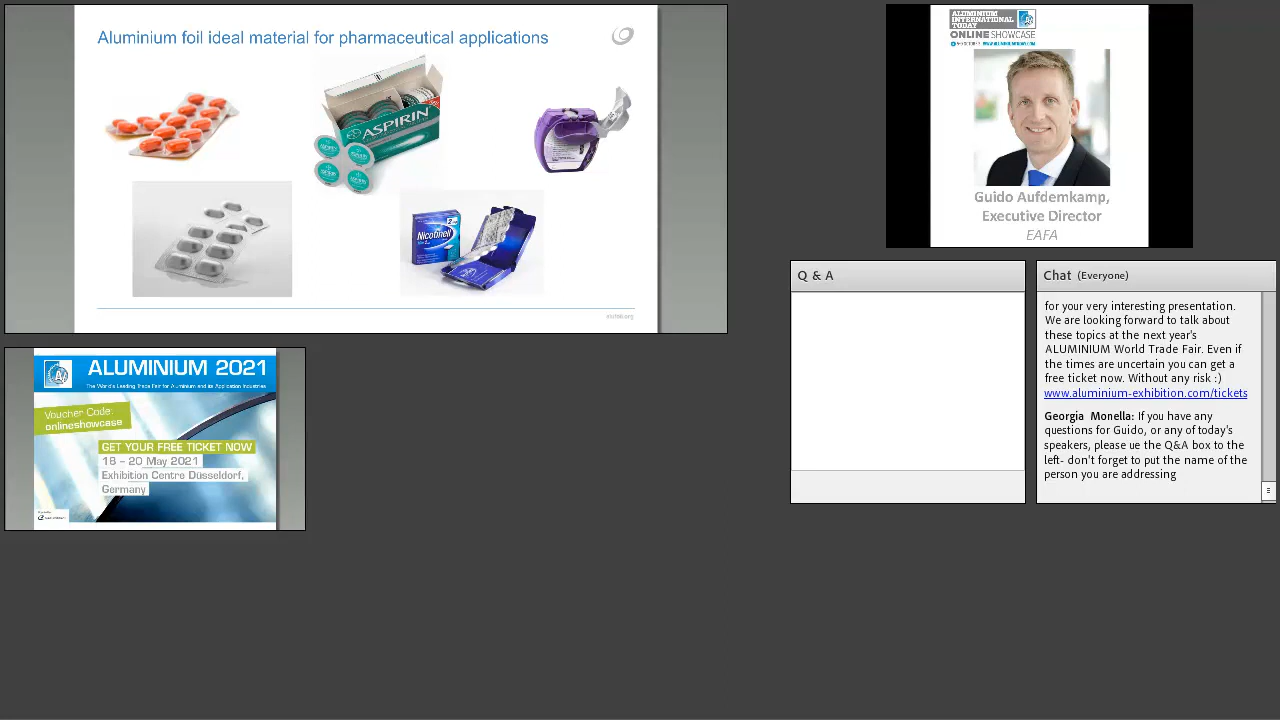 Aluminium foil ideal material for pharmaceutical applications
ASPIRIN
ASPIRIN
ASPIRIN
ASPIRIN
ASPIRIN
NicoTinell
2mg
ALUMINIUM 2021
The World's Leading Trade Fair for Aluminium and its Application Industries
Voucher Code:
onlineshowcase
GET YOUR FREE TICKET NOW
18 – 20 May 2021
Exhibition Centre Düsseldorf,
Germany
ALUMINIUM
INTERNATIONAL
TODAY
ONLINE SHOWCASE
Guido Aufdemkamp,
Executive Director
EAFA
Q & A
Chat (Everyone)
for your very interesting presentation.
We are looking forward to talk about
these topics at the next year's
ALUMINIUM World Trade Fair. Even if
the times are uncertain you can get a
free ticket now. Without any risk :)
www.aluminium-exhibition.com/tickets
Georgia Monella: If you have any
questions for Guido, or any of today's
speakers, please ue the Q&A box to the
left- don't forget to put the name of the
person you are addressing